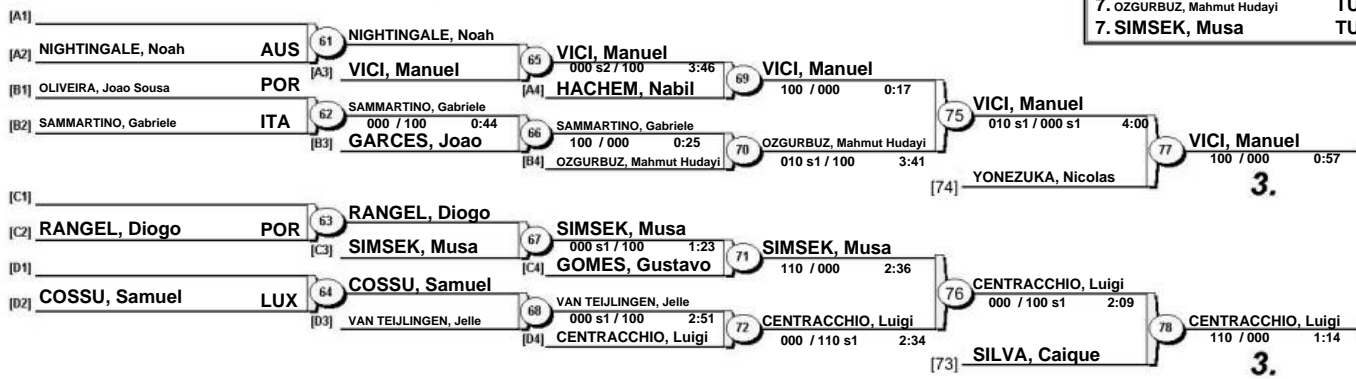 7. OZGURBUZ, Mahmut Hudayi TU
7. SIMSEK, Musa TU
[A1]
[A2] NIGHTINGALE, Noah AUS
61 NIGHTINGALE, Noah
[A3] VICI, Manuel
65 VICI, Manuel
000 s2 / 100 3:46
[A4] HACHEM, Nabil
69 VICI, Manuel
100 / 000 0:17
[B1] OLIVEIRA, Joao Sousa POR
[B2] SAMMARTINO, Gabriele ITA
62 SAMMARTINO, Gabriele
000 / 100 0:44
[B3] GARCES, Joao
66 SAMMARTINO, Gabriele
100 / 000 0:25
[B4] OZGURBUZ, Mahmut Hudayi
70 OZGURBUZ, Mahmut Hudayi
010 s1 / 100 3:41
75 VICI, Manuel
010 s1 / 000 s1 4:00
[74] YONEZUKA, Nicolas
77 VICI, Manuel
100 / 000 0:57
3.
[C1]
[C2] RANGEL, Diogo POR
63 RANGEL, Diogo
[C3] SIMSEK, Musa
67 SIMSEK, Musa
000 s1 / 100 1:23
[C4] GOMES, Gustavo
71 SIMSEK, Musa
110 / 000 2:36
[D1]
[D2] COSSU, Samuel LUX
64 COSSU, Samuel
[D3] VAN TEIJLINGEN, Jelle
68 VAN TEIJLINGEN, Jelle
000 s1 / 100 2:51
[D4] CENTRACCHIO, Luigi
72 CENTRACCHIO, Luigi
000 / 110 s1 2:34
76 CENTRACCHIO, Luigi
000 / 100 s1 2:09
[73] SILVA, Caique
78 CENTRACCHIO, Luigi
110 / 000 1:14
3.